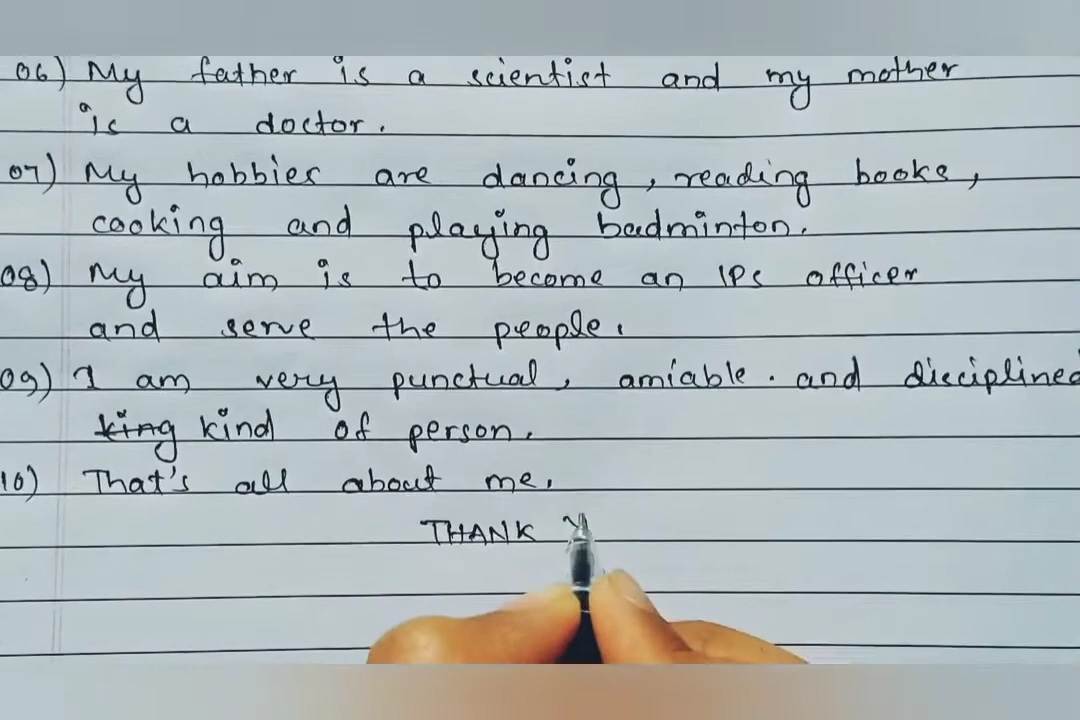 06) My father is a scientist and my mother
is a doctor.
07) My hobbies are dancing, reading books,
cooking and playing badminton.
08) My aim is to become an IPS officer
and serve the people.
09) I am very punctual, amiable. and disciplined
king kind of person.
10) That's all about me.
THANK Y